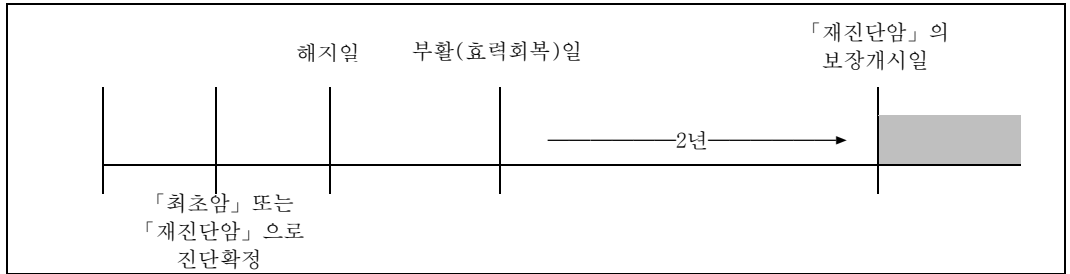 해지일
부활(효력회복)일
「재진단암」의
보장개시일
2년
「최초암」또는
「재진단암」으로
진단확정